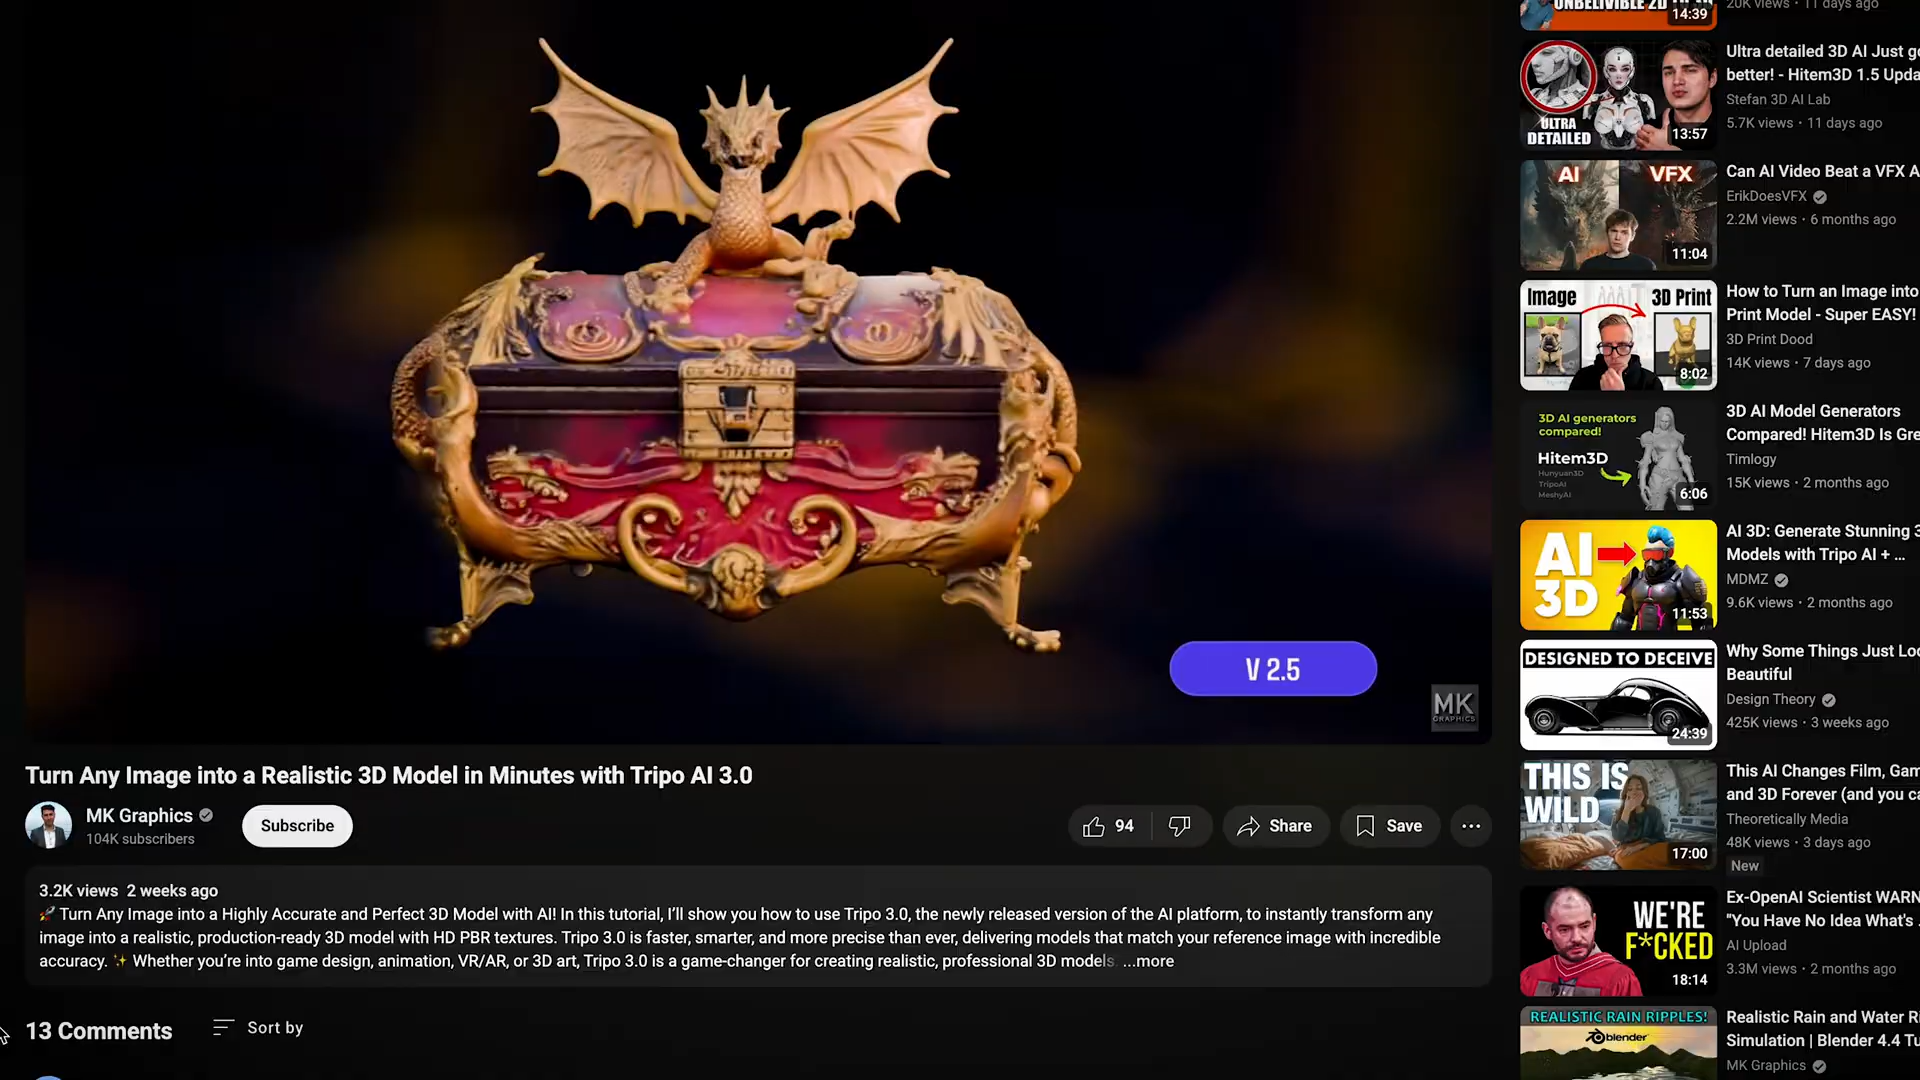 V 2.5
MK
GRAPHICS
Turn Any Image into a Realistic 3D Model in Minutes with Tripo AI 3.0
MK Graphics
104K subscribers
Subscribe
94
Share
Save
3.2K views 2 weeks ago
🚀 Turn Any Image into a Highly Accurate and Perfect 3D Model with AI! In this tutorial, I'll show you how to use Tripo 3.0, the newly released version of the AI platform, to instantly transform any
image into a realistic, production-ready 3D model with HD PBR textures. Tripo 3.0 is faster, smarter, and more precise than ever, delivering models that match your reference image with incredible
accuracy. ✨ Whether you're into game design, animation, VR/AR, or 3D art, Tripo 3.0 is a game-changer for creating realistic, professional 3D models. ...more
13 Comments
Sort by
14:39
20K views • 11 days ago
ULTRA
DETAILED
13:57
Ultra detailed 3D AI Just go
better! - Hitem3D 1.5 Upda
Stefan 3D AI Lab
5.7K views • 11 days ago
AI
VFX
11:04
Can AI Video Beat a VFX A
ErikDoesVFX
2.2M views • 6 months ago
Image
3D Print
8:02
How to Turn an Image into
Print Model - Super EASY!
3D Print Dood
14K views • 7 days ago
3D AI generators
compared!
Hitem3D
Hunyuan3D
TripoAI
MeshyAI
6:06
3D AI Model Generators
Compared! Hitem3D Is Gre
Timlogy
15K views • 2 months ago
AI
3D
11:53
AI 3D: Generate Stunning 3
Models with Tripo AI + ...
MDMZ
9.6K views • 2 months ago
DESIGNED TO DECEIVE
24:39
Why Some Things Just Loo
Beautiful
Design Theory
425K views • 3 weeks ago
THIS IS
WILD
17:00
This AI Changes Film, Gam
and 3D Forever (and you ca
Theoretically Media
48K views • 3 days ago
New
WE'RE
F*CKED
18:14
Ex-OpenAI Scientist WARN
"You Have No Idea What's
AI Upload
3.3M views • 2 months ago
REALISTIC RAIN RIPPLES!
blender
Realistic Rain and Water Ri
Simulation | Blender 4.4 Tu
MK Graphics